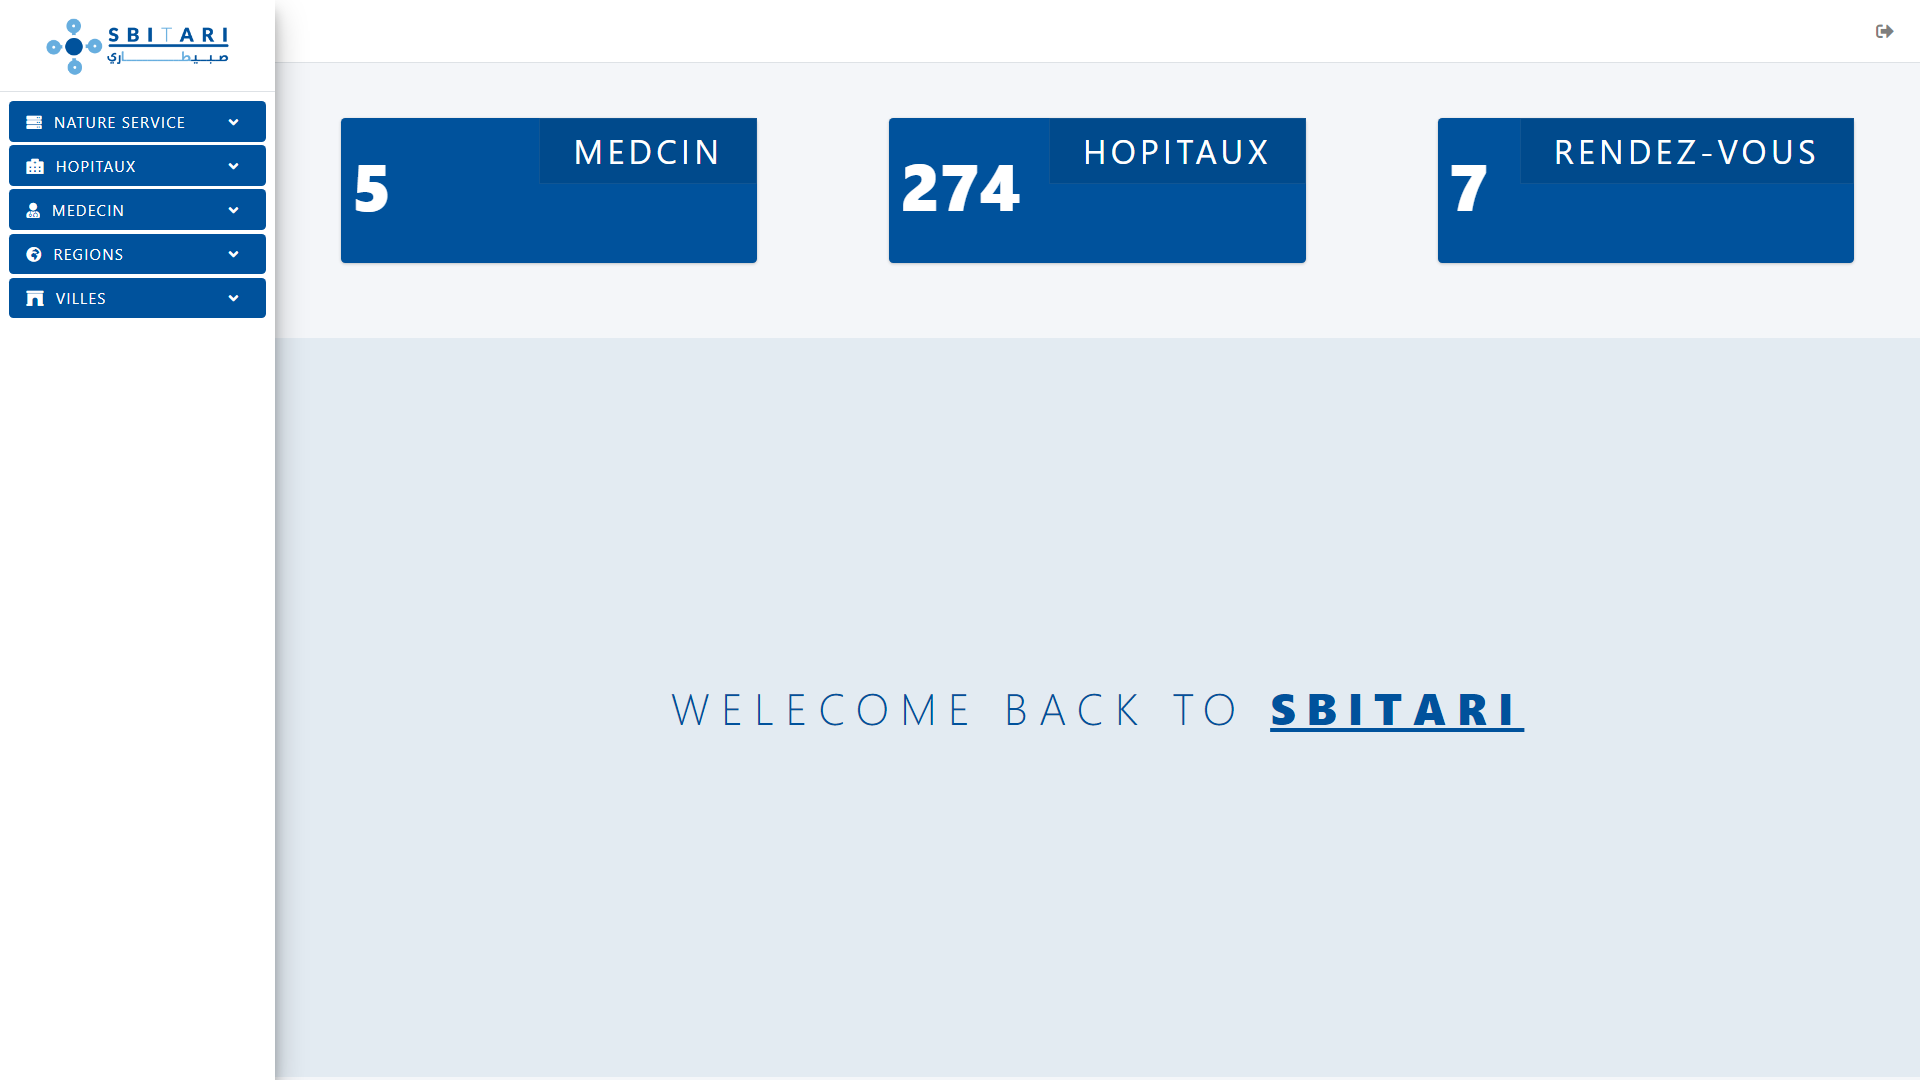 SBITARI
صبيطاري
NATURE SERVICE
HOPITAUX
MEDECIN
REGIONS
VILLES
5
MEDCIN
274
HOPITAUX
7
RENDEZ-VOUS
WELECOME BACK TO SBITARI